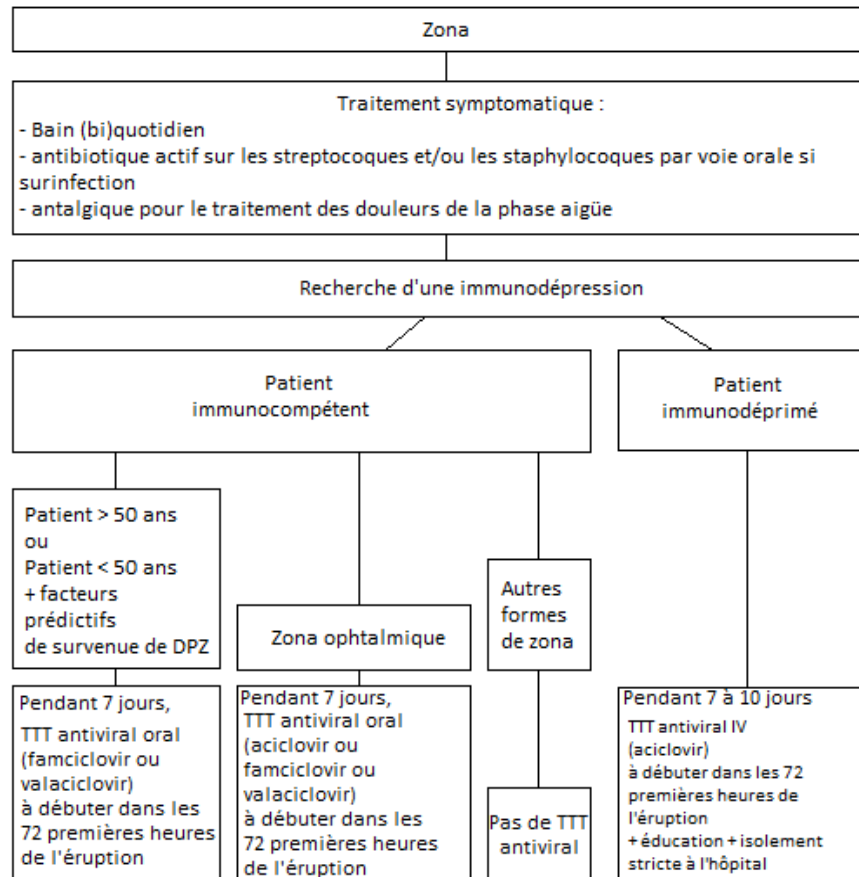 Zona
Traitement symptomatique :
- Bain (bi)quotidien
- antibiotique actif sur les streptocoques et/ou les staphylocoques par voie orale si
surinfection
- antalgique pour le traitement des douleurs de la phase aigüe
Recherche d'une immunodépression
Patient
immunocompétent
Patient
immunodéprimé
Patient > 50 ans
ou
Patient < 50 ans
+ facteurs
prédictifs
de survenue de DPZ
Zona ophtalmique
Autres
formes
de zona
Pendant 7 jours,
TTT antiviral oral
(famciclovir ou
valaciclovir)
à débuter dans les
72 premières heures
de l'éruption
Pendant 7 jours,
TTT antiviral oral
(aciclovir ou
famciclovir ou
valaciclovir)
à débuter dans les
72 premières heures
de l'éruption
Pas de TTT
antiviral
Pendant 7 à 10 jours
TTT antiviral IV
(aciclovir)
à débuter dans les 72
premières heures de
l'éruption
+ éducation + isolement
stricte à l'hôpital